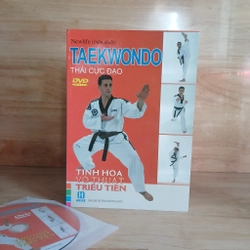 TAEKWONDO
THÁI CỰC ĐẠO
DVD
TINH HOA
VÕ THUẬT
TRIỀU TIÊN